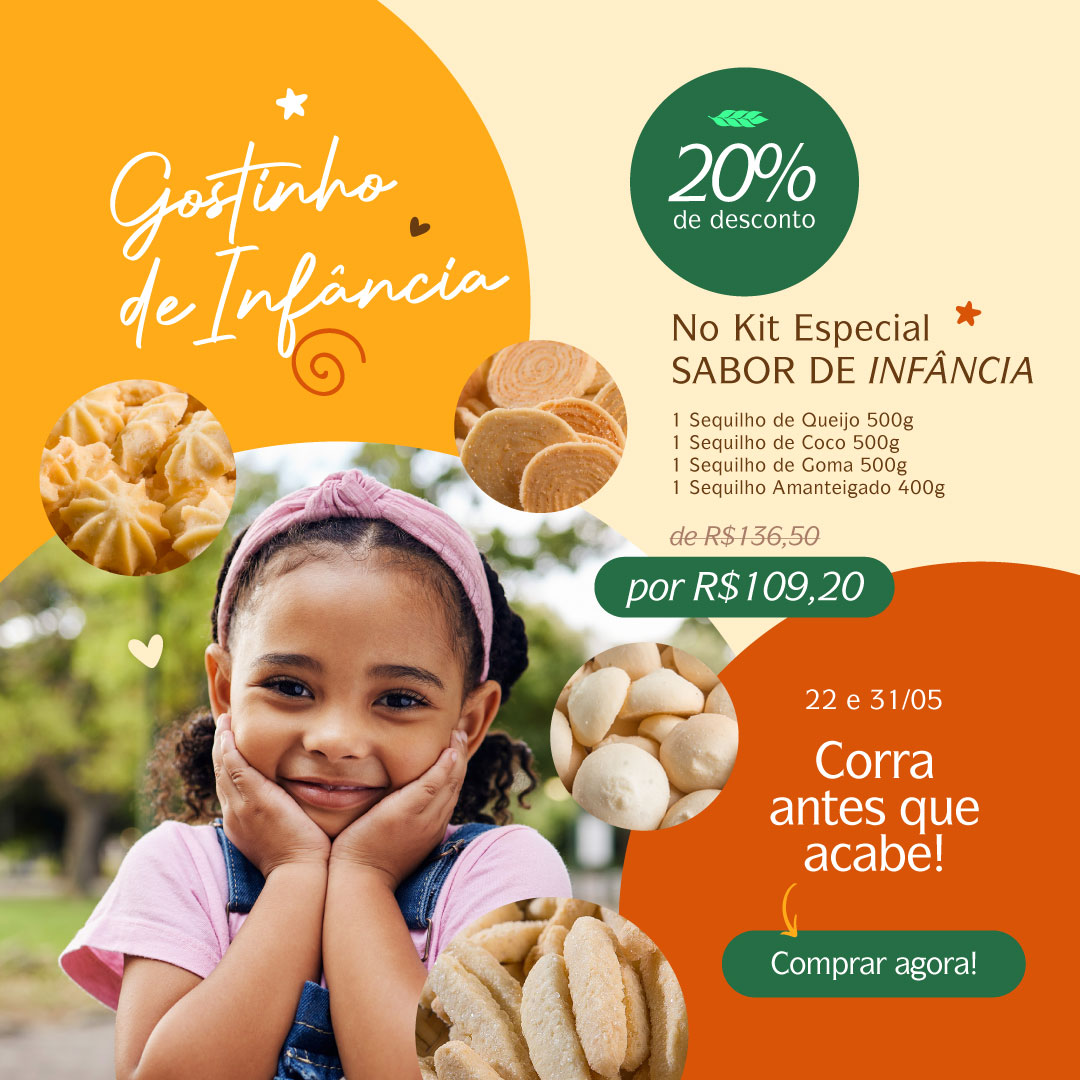 Gostinho
de Infância
20%
de desconto
No Kit Especial
SABOR DE INFÂNCIA
1 Sequilho de Queijo 500g
1 Sequilho de Coco 500g
1 Sequilho de Goma 500g
1 Sequilho Amanteigado 400g
de R$136,50
por R$109,20
22 e 31/05
Corra
antes que
acabe!
Comprar agora!